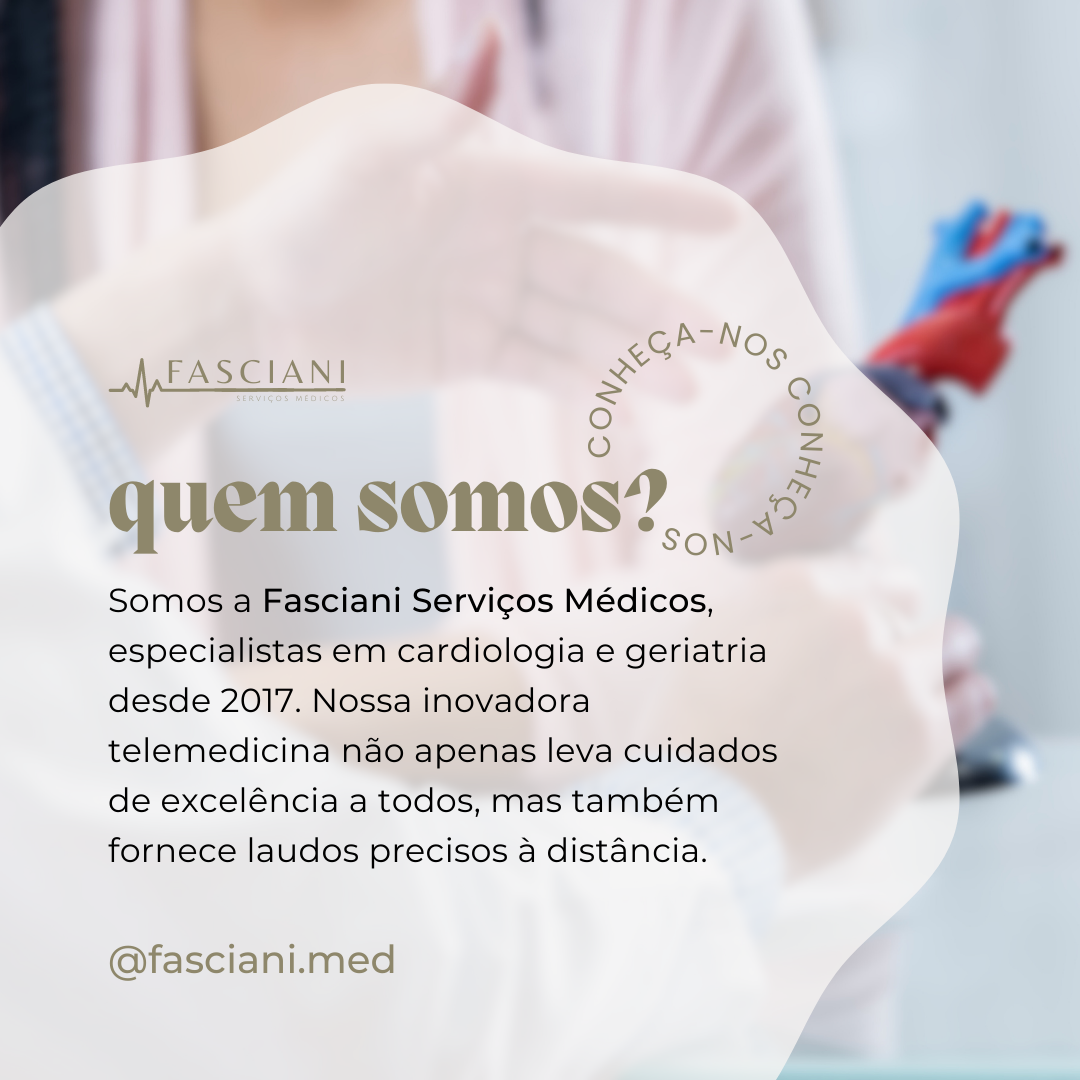 FASCIANI
SERVIÇOS MÉDICOS
CONHEÇA-NOS CONHEÇA-NOS
quem somos?
Somos a Fasciani Serviços Médicos,
especialistas em cardiologia e geriatria
desde 2017. Nossa inovadora
telemedicina não apenas leva cuidados
de excelência a todos, mas também
fornece laudos precisos à distância.
@fasciani.med